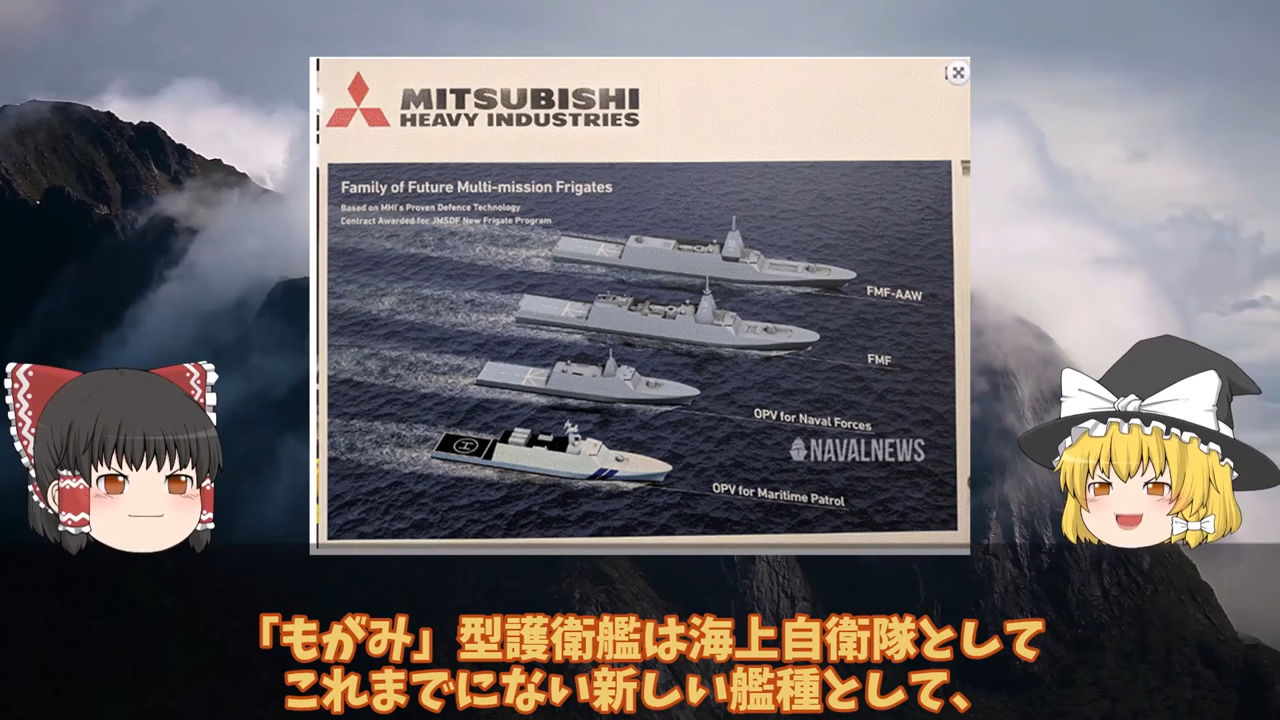 MITSUBISHI
HEAVY INDUSTRIES
Family of Future Multi-mission Frigates
Based on MHI's Proven Defence Technology
Contract Awarded for JMSDF New Frigate Program
FMF-AAW
FMF
OPV for Naval Forces
NAVALNEWS
OPV for Maritime Patrol
「もがみ」型護衛艦は海上自衛隊として
これまでにない新しい艦種として、